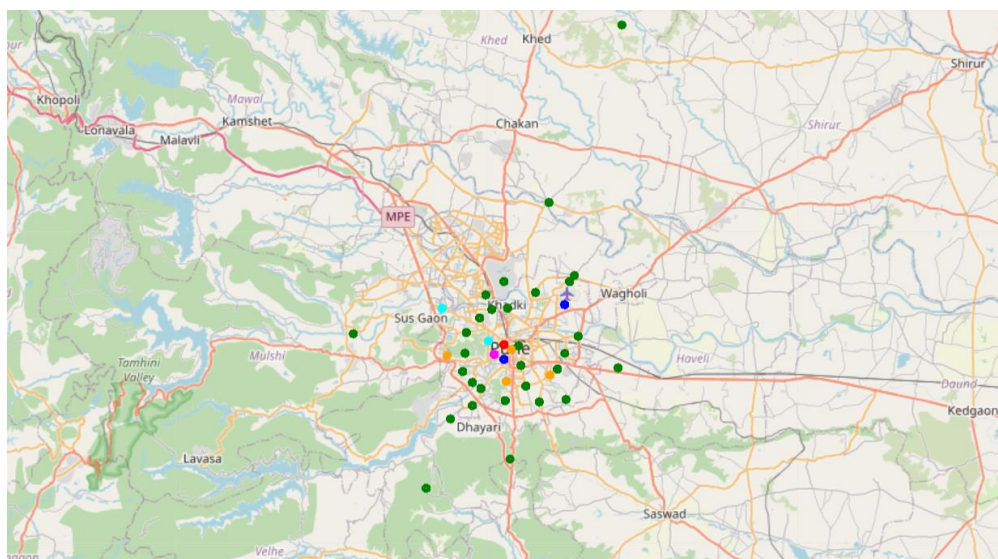 Khed
Khed
Shirur
Khopoli
Mawal
Lonavala
Kamshet
Malavli
Chakan
Shirur
MPE
Wagholi
Khadki
Sus Gaon
Mulshi
Tamhini
Valley
Haveli
Daund
Kedgaon
Dhayari
Lavasa
Saswad
Velhe